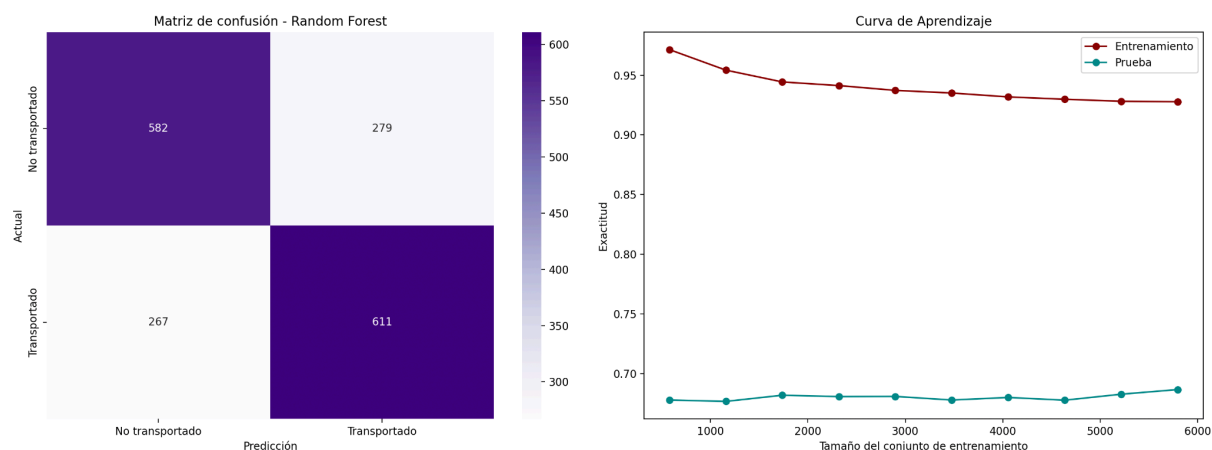 Matriz de confusión - Random Forest
No transportado
Transportado
Actual
582
279
267
611
No transportado
Transportado
Predicción
600
550
500
450
400
350
300
Curva de Aprendizaje
Entrenamiento
Prueba
Exactitud
0.95
0.90
0.85
0.80
0.75
0.70
1000
2000
3000
4000
5000
6000
Tamaño del conjunto de entrenamiento